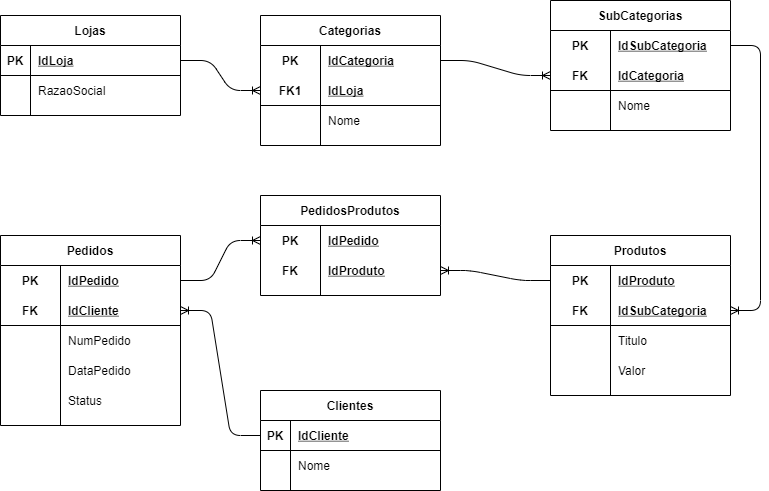 Lojas
PK IdLoja
RazaoSocial
Categorias
PK IdCategoria
FK1 IdLoja
Nome
SubCategorias
PK IdSubCategoria
FK IdCategoria
Nome
Pedidos
PK IdPedido
FK IdCliente
NumPedido
DataPedido
Status
PedidosProdutos
PK IdPedido
FK IdProduto
Produtos
PK IdProduto
FK IdSubCategoria
Titulo
Valor
Clientes
PK IdCliente
Nome